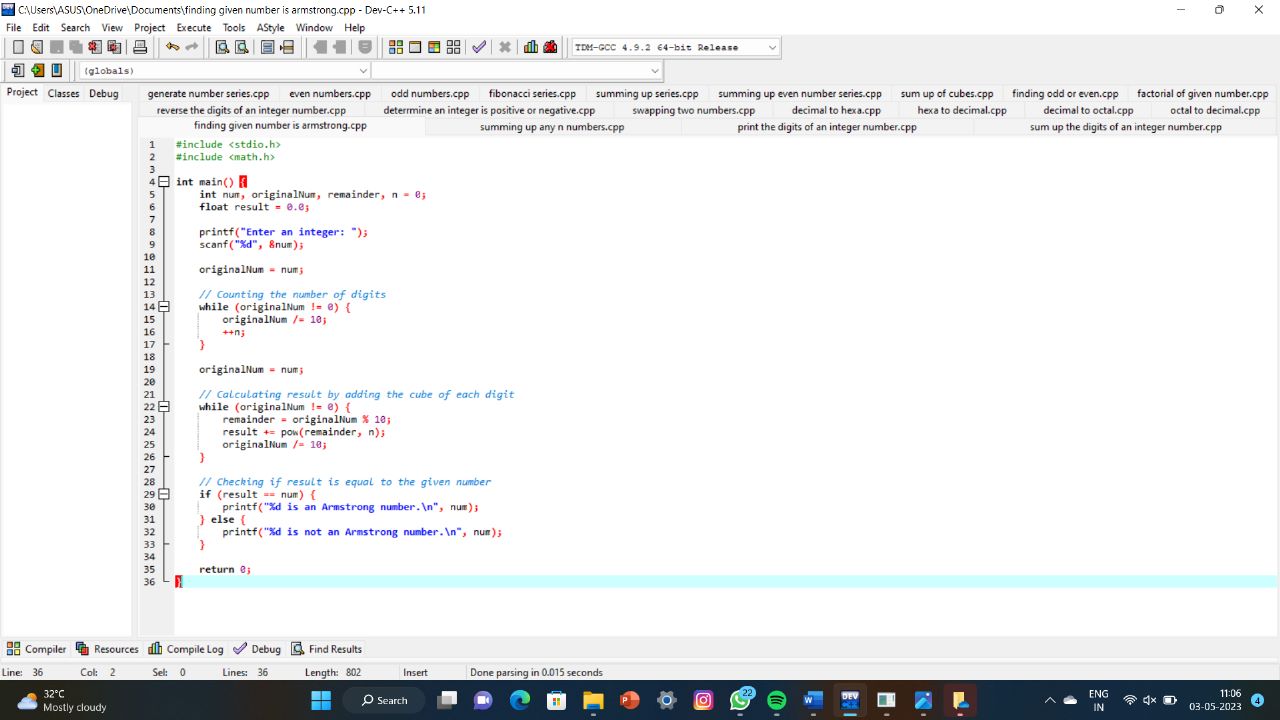 C:\Users\ASUS\OneDrive\Documents\finding given number is armstrong.cpp - Dev-C++ 5.11
File Edit Search View Project Execute Tools AStyle Window Help
TDM-GCC 4.9.2 64-bit Release
(globals)
Project Classes Debug
generate number series.cpp even numbers.cpp odd numbers.cpp fibonacci series.cpp summing up series.cpp summing up even number series.cpp sum up of cubes.cpp finding odd or even.cpp factorial of given number.cpp
reverse the digits of an integer number.cpp determine an integer is positive or negative.cpp swapping two numbers.cpp decimal to hexa.cpp hexa to decimal.cpp decimal to octal.cpp octal to decimal.cpp
finding given number is armstrong.cpp summing up any n numbers.cpp print the digits of an integer number.cpp sum up the digits of an integer number.cpp
1 #include <stdio.h>
2 #include <math.h>
3
4 int main() {
5 int num, originalNum, remainder, n = 0;
6 float result = 0.0;
7
8 printf("Enter an integer: ");
9 scanf("%d", &num);
10
11 originalNum = num;
12
13 // Counting the number of digits
14 while (originalNum != 0) {
15 originalNum /= 10;
16 ++n;
17 }
18
19 originalNum = num;
20
21 // Calculating result by adding the cube of each digit
22 while (originalNum != 0) {
23 remainder = originalNum % 10;
24 result += pow(remainder, n);
25 originalNum /= 10;
26 }
27
28 // Checking if result is equal to the given number
29 if (result == num) {
30 printf("%d is an Armstrong number.\n", num);
31 } else {
32 printf("%d is not an Armstrong number.\n", num);
33 }
34
35 return 0;
36 }
Compiler Resources Compile Log Debug Find Results
Line: 36 Col: 2 Sel: 0 Lines: 36 Length: 802 Insert Done parsing in 0.015 seconds
32°C
Mostly cloudy
Search
22
DEV
ENG
IN
11:06
03-05-2023
4